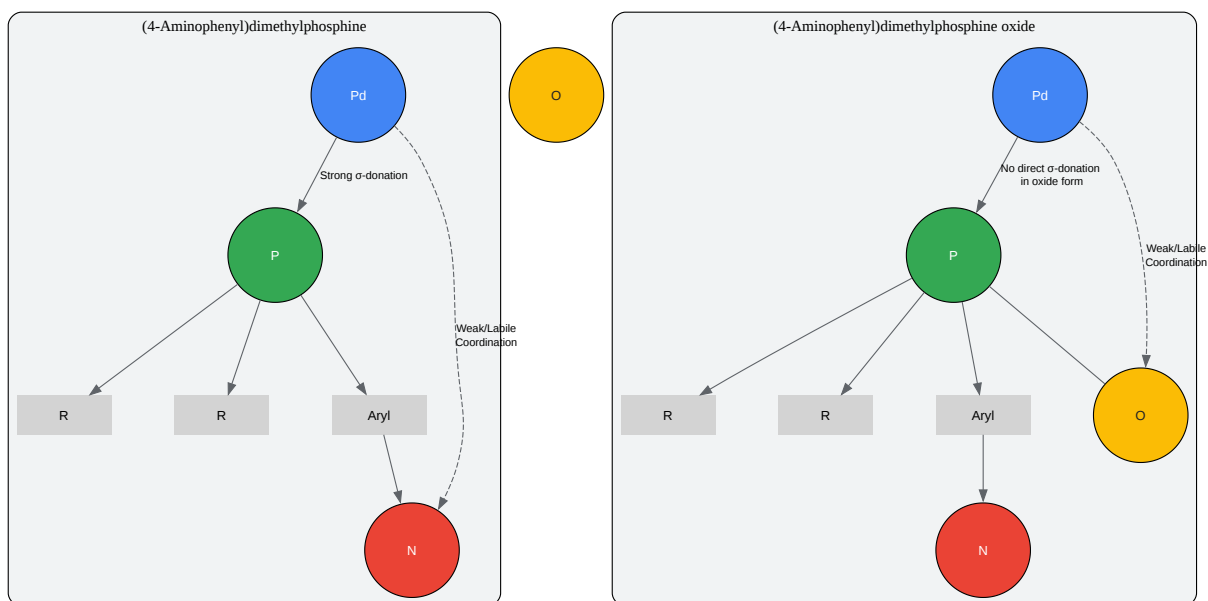 (4-Aminophenyl)dimethylphosphine
Pd
Strong σ-donation
P
Weak/Labile
Coordination
R
R
Aryl
N
O
(4-Aminophenyl)dimethylphosphine oxide
Pd
No direct σ-donation
in oxide form
P
Weak/Labile
Coordination
R
R
Aryl
O
N